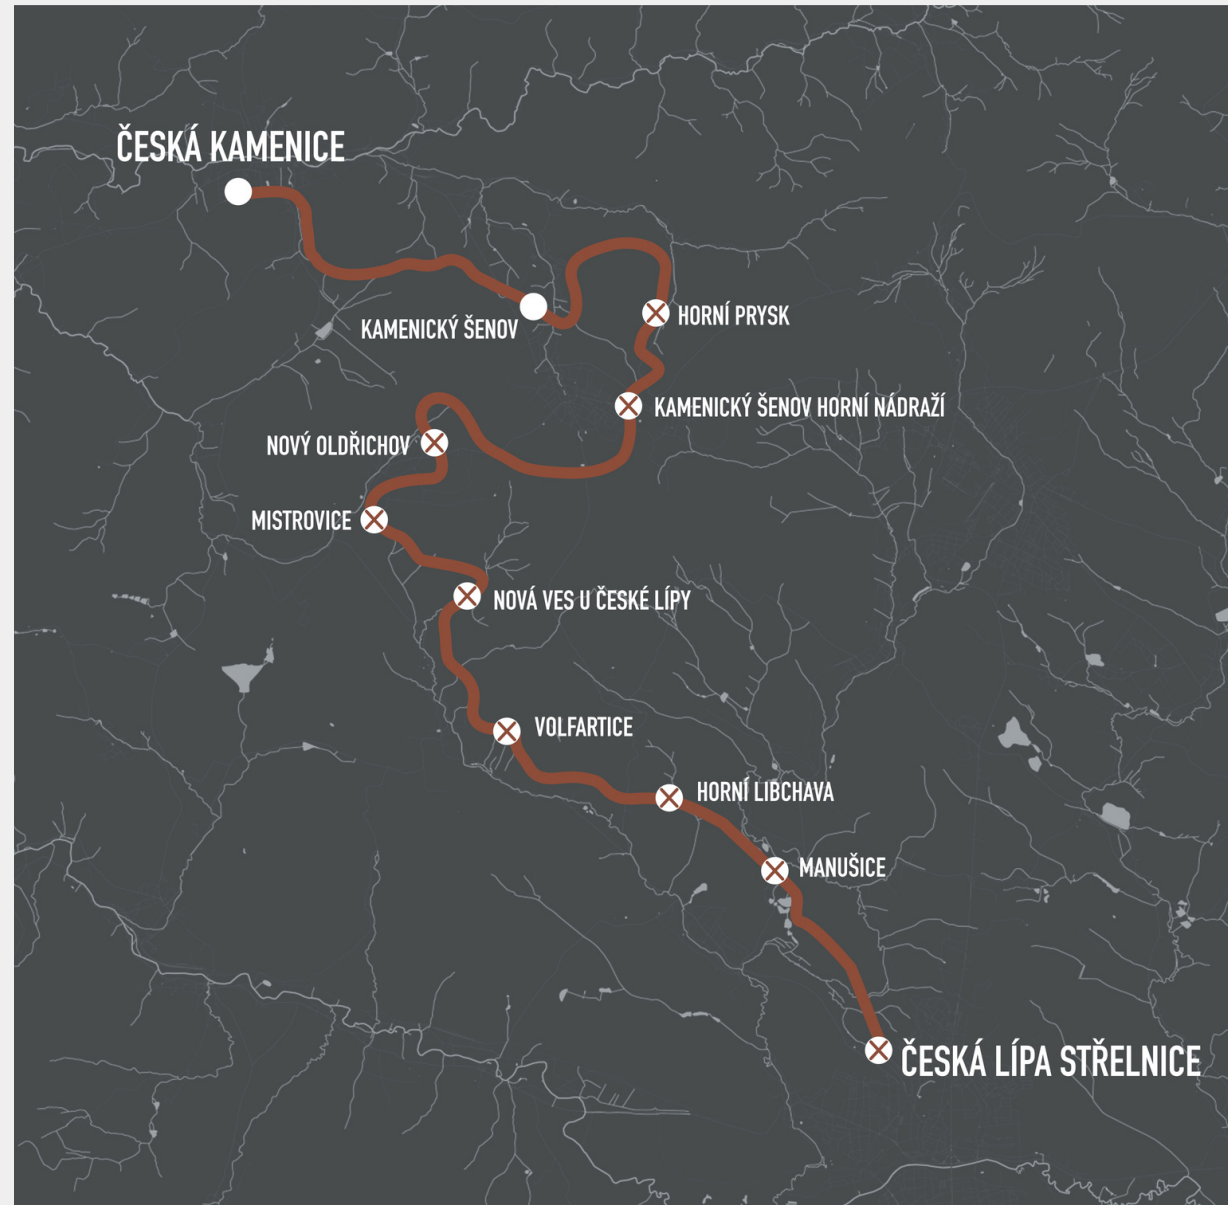 ČESKÁ KAMENICE
KAMENICKÝ ŠENOV
HORNÍ PRYSK
KAMENICKÝ ŠENOV HORNÍ NÁDRAŽÍ
NOVÝ OLDŘICHOV
MISTROVICE
NOVÁ VES U ČESKÉ LÍPY
VOLFARTICE
HORNÍ LIBCHAVA
MANUŠICE
ČESKÁ LÍPA STŘELNICE